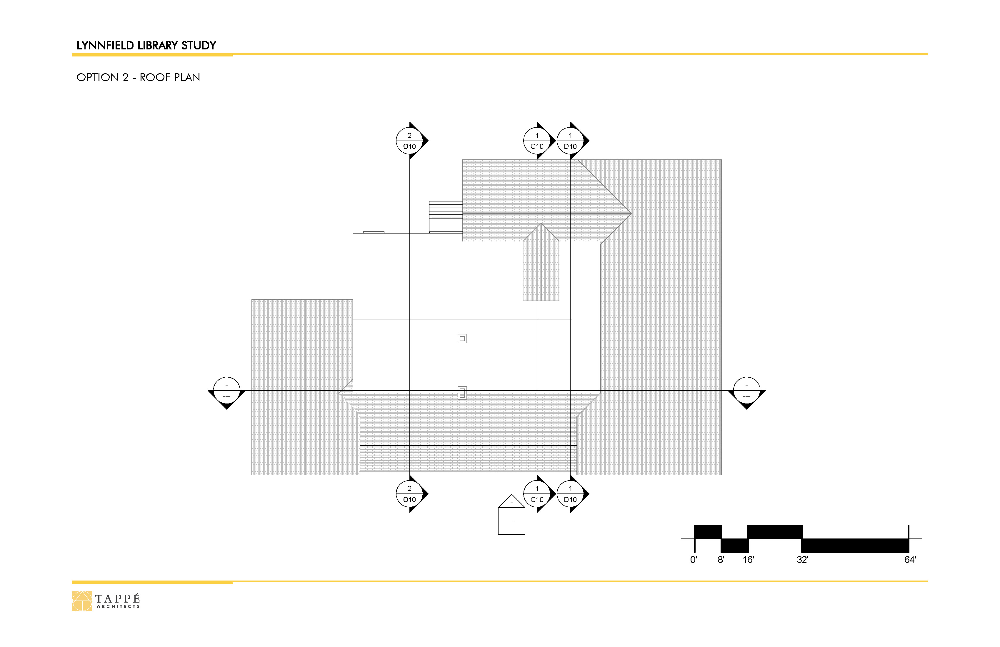 LYNNFIELD LIBRARY STUDY
OPTION 2 - ROOF PLAN
2
D10
1
C10
1
D10
-
---
-
---
2
D10
1
C10
1
D10
-
-
0' 8' 16' 32' 64'
TAPPÉ
ARCHITECTS